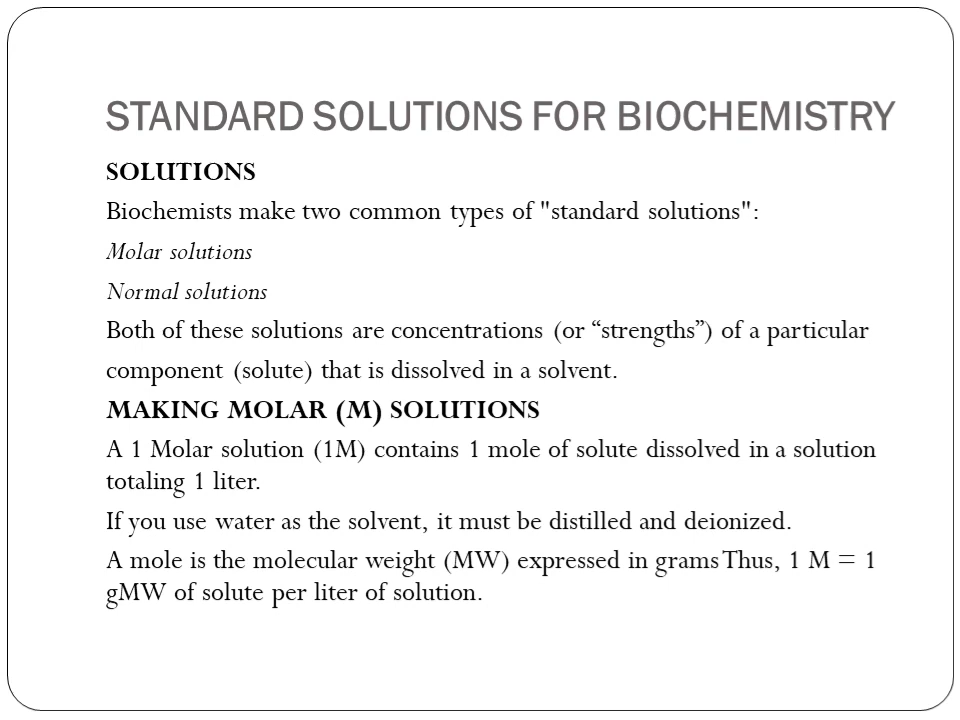 STANDARD SOLUTIONS FOR BIOCHEMISTRY
SOLUTIONS
Biochemists make two common types of "standard solutions":
Molar solutions
Normal solutions
Both of these solutions are concentrations (or “strengths”) of a particular
component (solute) that is dissolved in a solvent.
MAKING MOLAR (M) SOLUTIONS
A 1 Molar solution (1M) contains 1 mole of solute dissolved in a solution
totaling 1 liter.
If you use water as the solvent, it must be distilled and deionized.
A mole is the molecular weight (MW) expressed in grams Thus, 1 M = 1
gMW of solute per liter of solution.